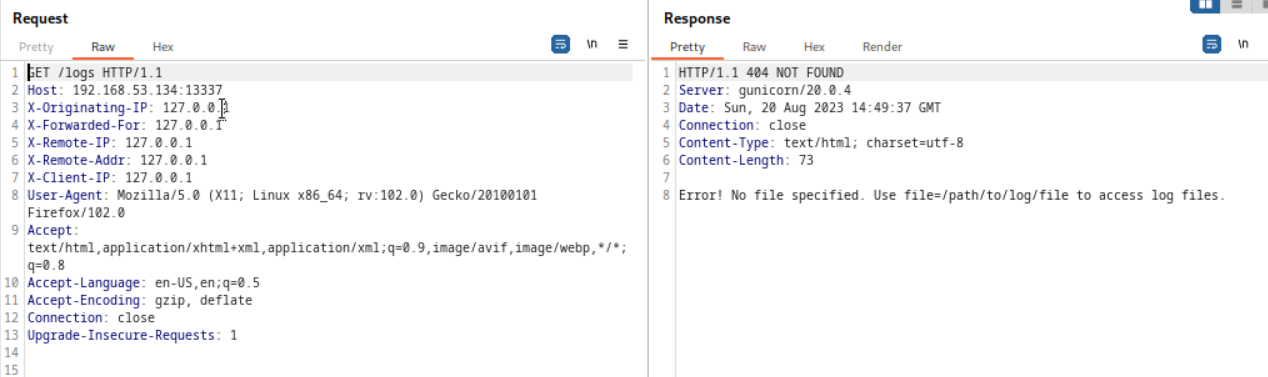 Request
Pretty Raw Hex
\n
1 GET /logs HTTP/1.1
2 Host: 192.168.53.134:13337
3 X-Originating-IP: 127.0.0.1
4 X-Forwarded-For: 127.0.0.1
5 X-Remote-IP: 127.0.0.1
6 X-Remote-Addr: 127.0.0.1
7 X-Client-IP: 127.0.0.1
8 User-Agent: Mozilla/5.0 (X11; Linux x86_64; rv:102.0) Gecko/20100101
Firefox/102.0
9 Accept:
text/html,application/xhtml+xml,application/xml;q=0.9,image/avif,image/webp,*/*;
q=0.8
10 Accept-Language: en-US,en;q=0.5
11 Accept-Encoding: gzip, deflate
12 Connection: close
13 Upgrade-Insecure-Requests: 1
14
15
Response
Pretty Raw Hex Render
\n
1 HTTP/1.1 404 NOT FOUND
2 Server: gunicorn/20.0.4
3 Date: Sun, 20 Aug 2023 14:49:37 GMT
4 Connection: close
5 Content-Type: text/html; charset=utf-8
6 Content-Length: 73
7
8 Error! No file specified. Use file=/path/to/log/file to access log files.